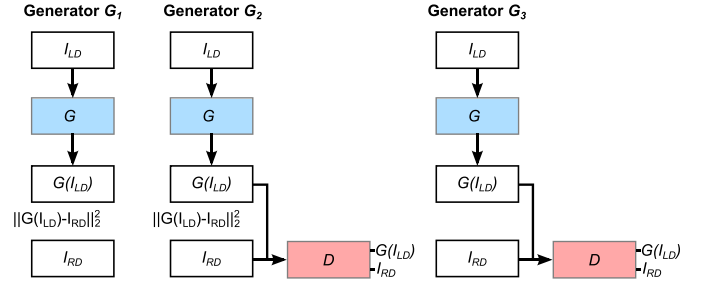 Generator G1 Generator G2 Generator G3
ILD ILD ILD
G G G
G(ILD) G(ILD) G(ILD)
||G(ILD)-IRD||22 ||G(ILD)-IRD||22
IRD IRD D G(ILD) IRD IRD D G(ILD) IRD